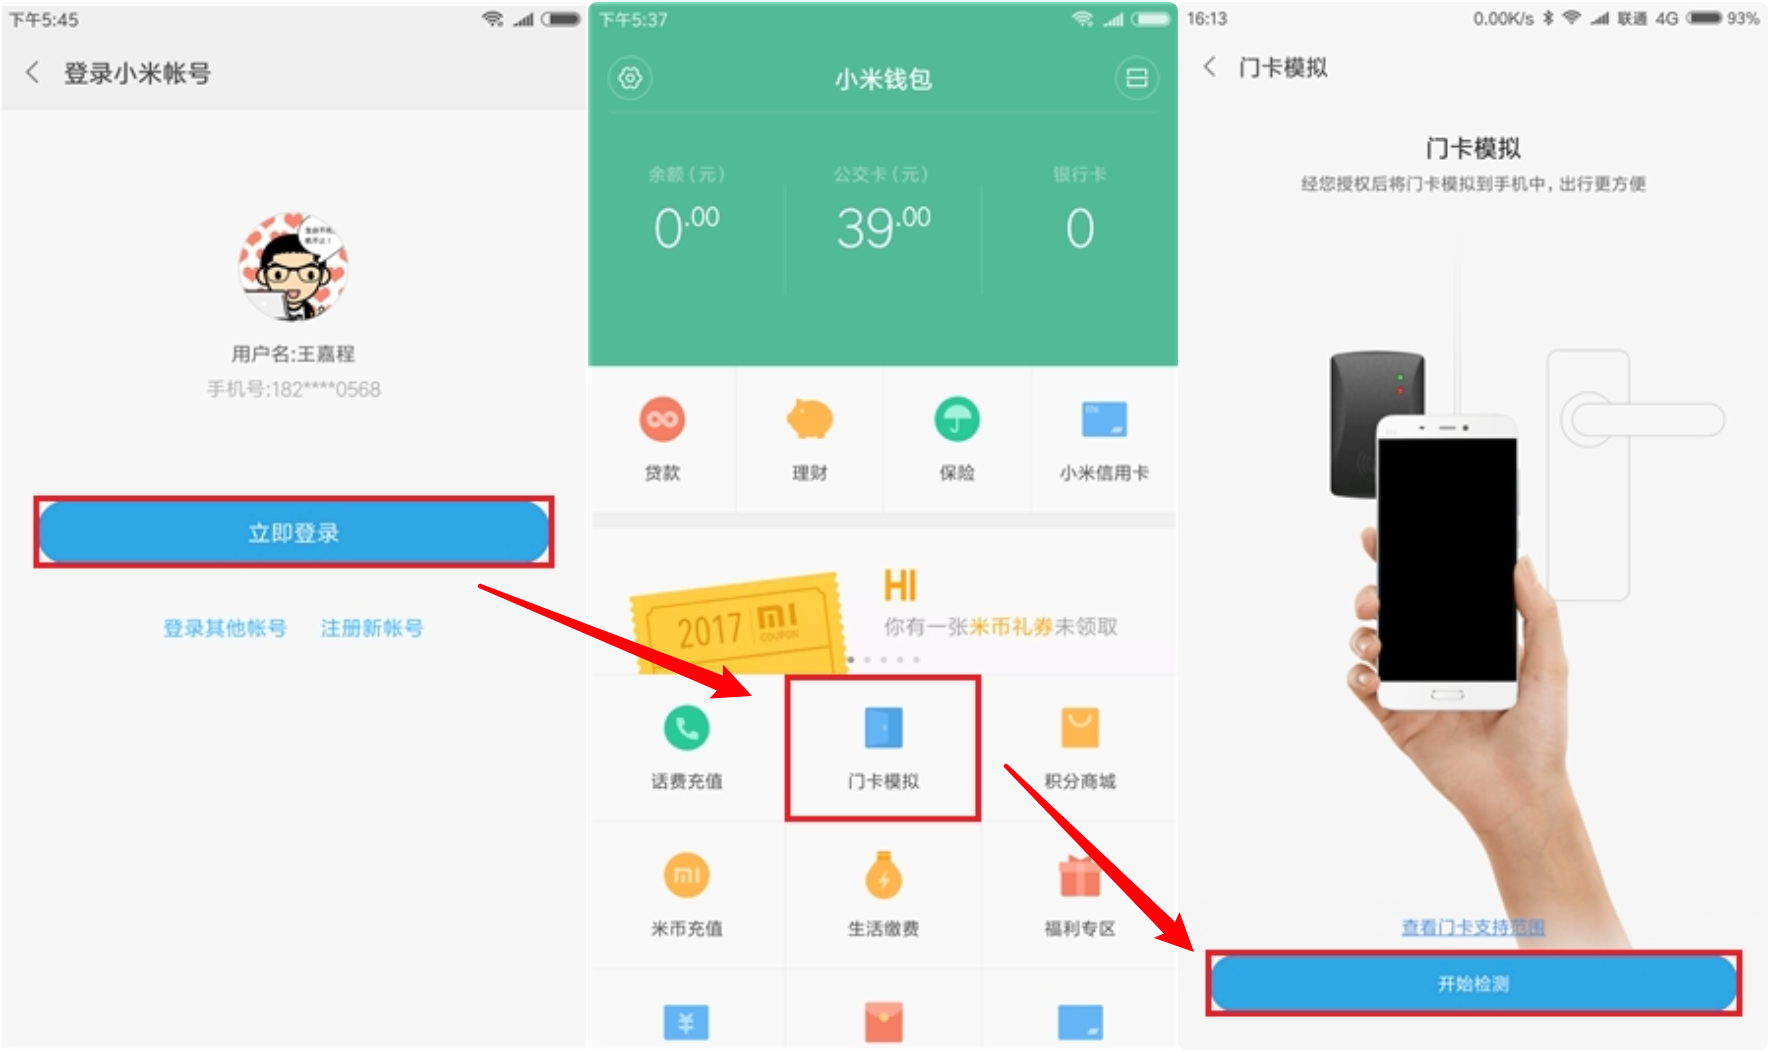 下午5:45
登录小米帐号
用户名:王嘉程
手机号:182****0568
立即登录
登录其他帐号 注册新帐号
下午5:37
小米钱包
余额(元) 公交卡(元) 银行卡
0.00 39.00 0
贷款 理财 保险 小米信用卡
HI
你有一张米币礼券未领取
2017 MI
COUPON
话费充值 门卡模拟 积分商城
米币充值 生活缴费 福利专区
16:13 0.00K/s 联通 4G 93%
门卡模拟
门卡模拟
经您授权后将门卡模拟到手机中,出行更方便
查看门卡支持范围
开始检测